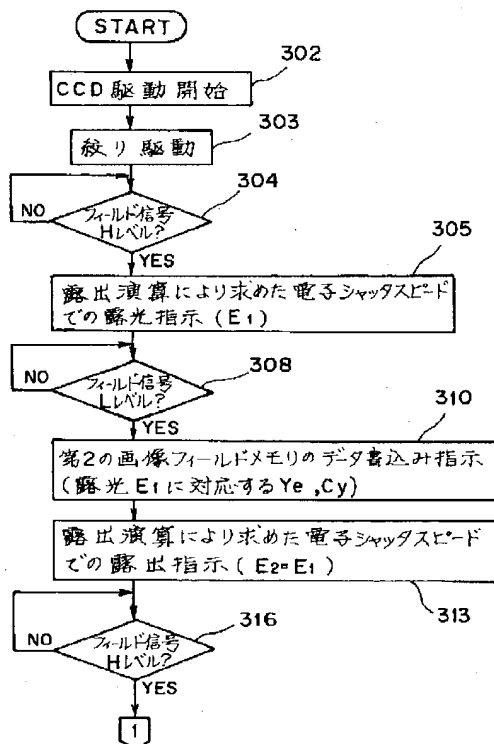 START
302
CCD駆動開始
303
絞り駆動
304
フィールド信号
Hレベル?
NO
YES
305
露出演算により求めた電子シャッタスピード
での露光指示(E1)
308
フィールド信号
Lレベル?
NO
YES
310
第2の画像フィールドメモリのデータ書込み指示
(露光E1に対応するYe,Cy)
露出演算により求めた電子シャッタスピード
での露出指示(E2=E1)
313
316
フィールド信号
Hレベル?
NO
YES
1